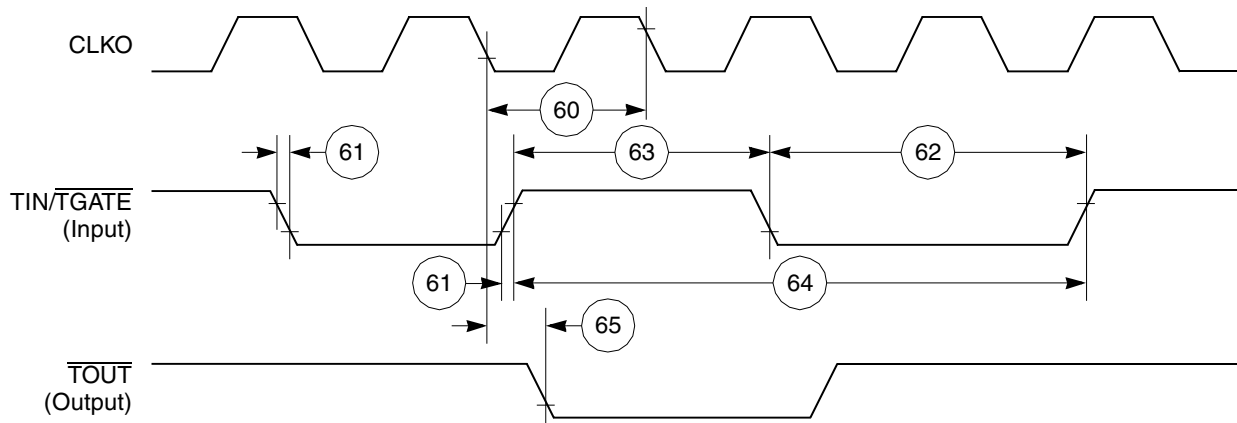 CLKO
60
61
63
62
TIN/TGATE
(Input)
61
64
65
TOUT
(Output)